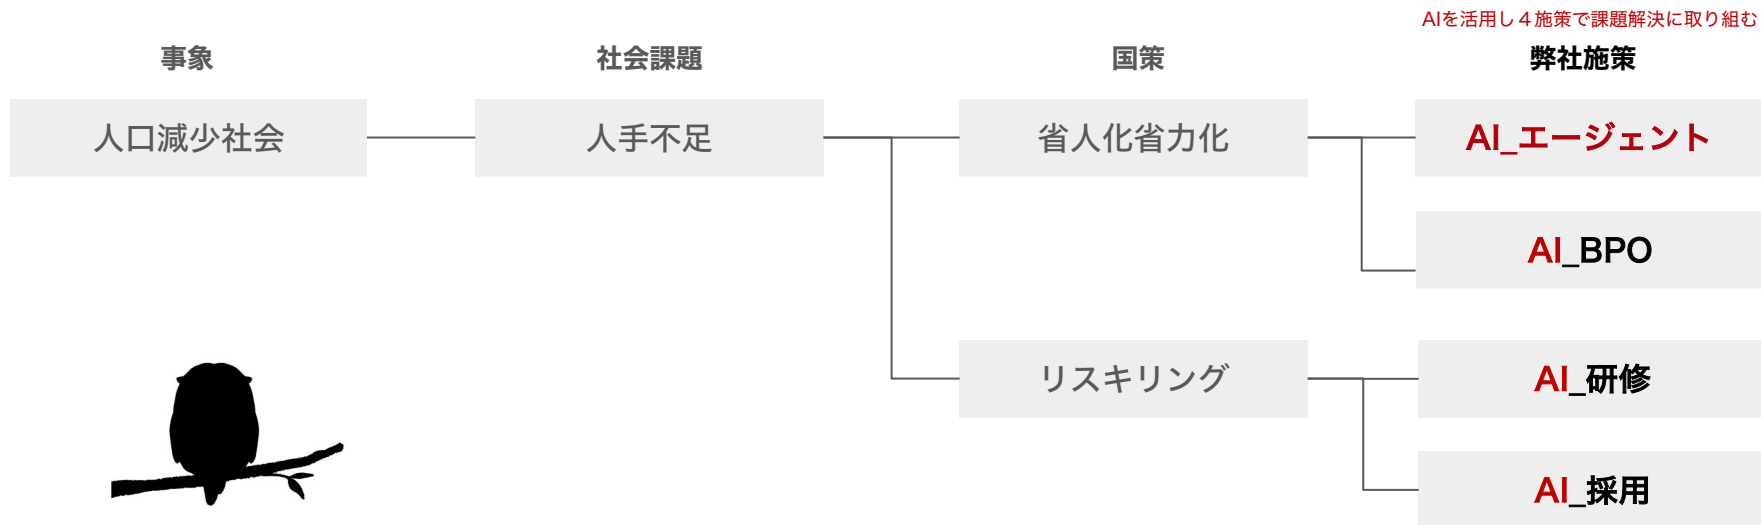 AIを活用し４施策で課題解決に取り組む
事象
社会課題
国策
弊社施策
人口減少社会
人手不足
省人化省力化
AI_エージェント
AI_BPO
リスキリング
AI_研修
AI_採用